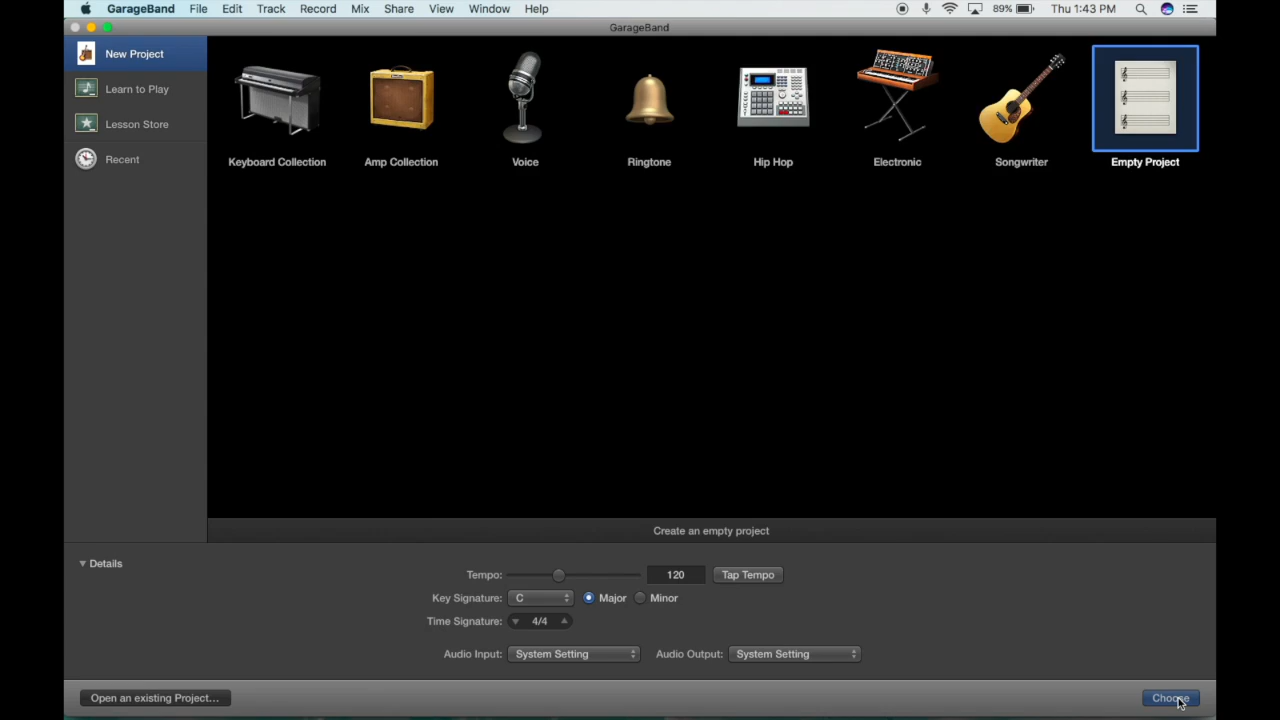 GarageBand File Edit Track Record Mix Share View Window Help 89% Thu 1:43 PM
GarageBand
New Project
Learn to Play
Lesson Store
Recent
Keyboard Collection Amp Collection Voice Ringtone Hip Hop Electronic Songwriter Empty Project
Create an empty project
Details
Tempo: 120 Tap Tempo
Key Signature: C Major Minor
Time Signature: 4/4
Audio Input: System Setting Audio Output: System Setting
Open an existing Project... Choose